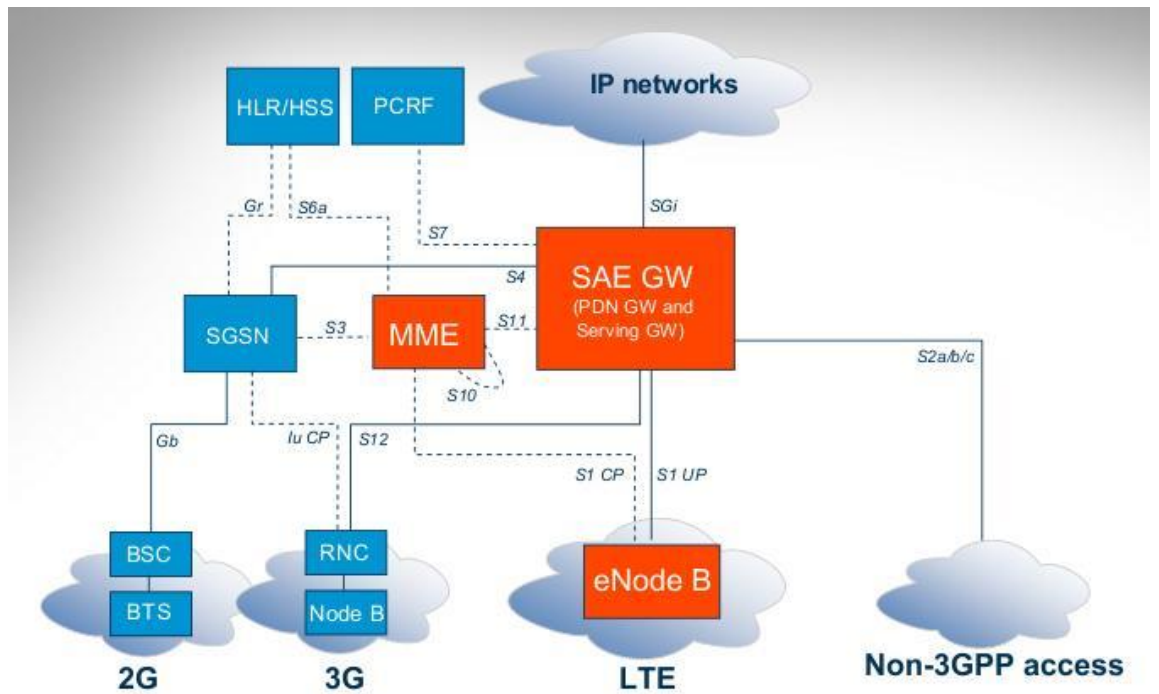 IP networks
HLR/HSS
PCRF
Gr
S6a
SGi
S7
SAE GW
(PDN GW and
Serving GW)
S4
SGSN
S3
MME
S11
S10
S2a/b/c
Gb
Iu CP
S12
S1 CP
S1 UP
BSC
RNC
eNode B
BTS
Node B
2G
3G
LTE
Non-3GPP access